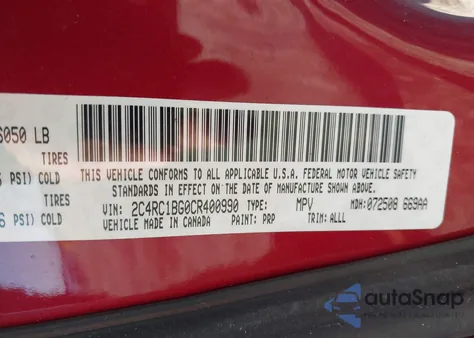 6050 LB
TIRES
PSI) COLD
TIRES
6 PSI) COLD
THIS VEHICLE CONFORMS TO ALL APPLICABLE U.S.A. FEDERAL MOTOR VEHICLE SAFETY
STANDARDS IN EFFECT ON THE DATE OF MANUFACTURE SHOWN ABOVE.
VIN: 2C4RC1BG0CR400990 TYPE: MPV MDH: 072508 669AA
VEHICLE MADE IN CANADA PAINT: PRP TRIM: ALLL
autoSnap